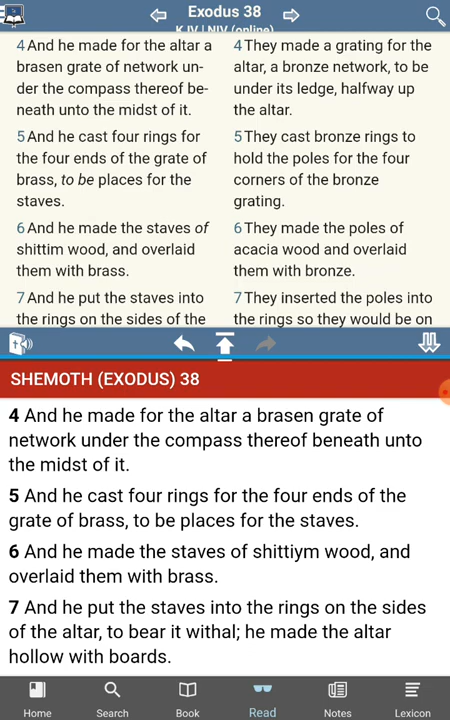 Exodus 38
KJV | NIV (online)
4 And he made for the altar a
brasen grate of network un-
der the compass thereof be-
neath unto the midst of it.
5 And he cast four rings for
the four ends of the grate of
brass, to be places for the
staves.
6 And he made the staves of
shittim wood, and overlaid
them with brass.
7 And he put the staves into
the rings on the sides of the
4 They made a grating for the
altar, a bronze network, to be
under its ledge, halfway up
the altar.
5 They cast bronze rings to
hold the poles for the four
corners of the bronze
grating.
6 They made the poles of
acacia wood and overlaid
them with bronze.
7 They inserted the poles into
the rings so they would be on
SHEMOTH (EXODUS) 38
4 And he made for the altar a brasen grate of
network under the compass thereof beneath unto
the midst of it.
5 And he cast four rings for the four ends of the
grate of brass, to be places for the staves.
6 And he made the staves of shittiym wood, and
overlaid them with brass.
7 And he put the staves into the rings on the sides
of the altar, to bear it withal; he made the altar
hollow with boards.
Home
Search
Book
Read
Notes
Lexicon